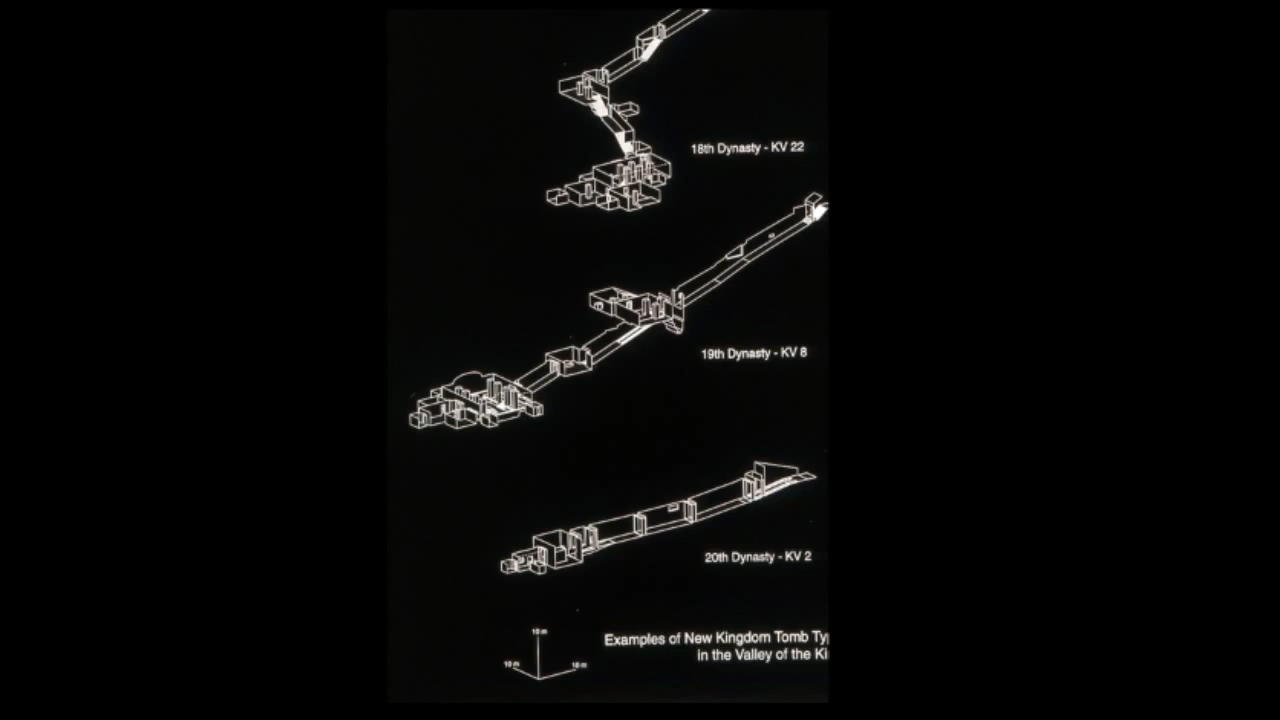 18th Dynasty - KV 22
19th Dynasty - KV 8
20th Dynasty - KV 2
10 m
10 m
10 m
Examples of New Kingdom Tomb Ty
in the Valley of the Ki